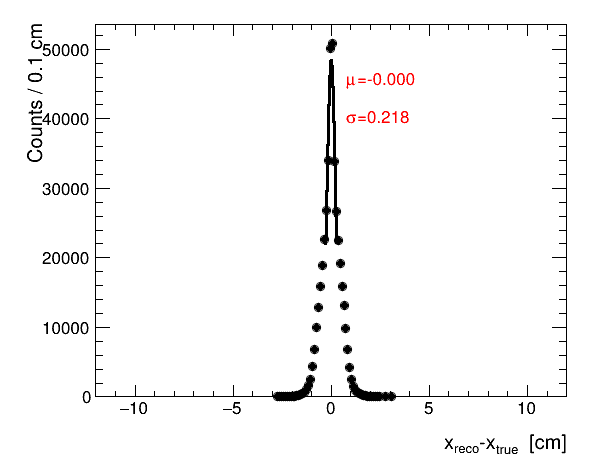 Counts / 0.1 cm
50000
40000
30000
20000
10000
0
μ=-0.000
σ=0.218
−10 −5 0 5 10
x_reco-x_true [cm]